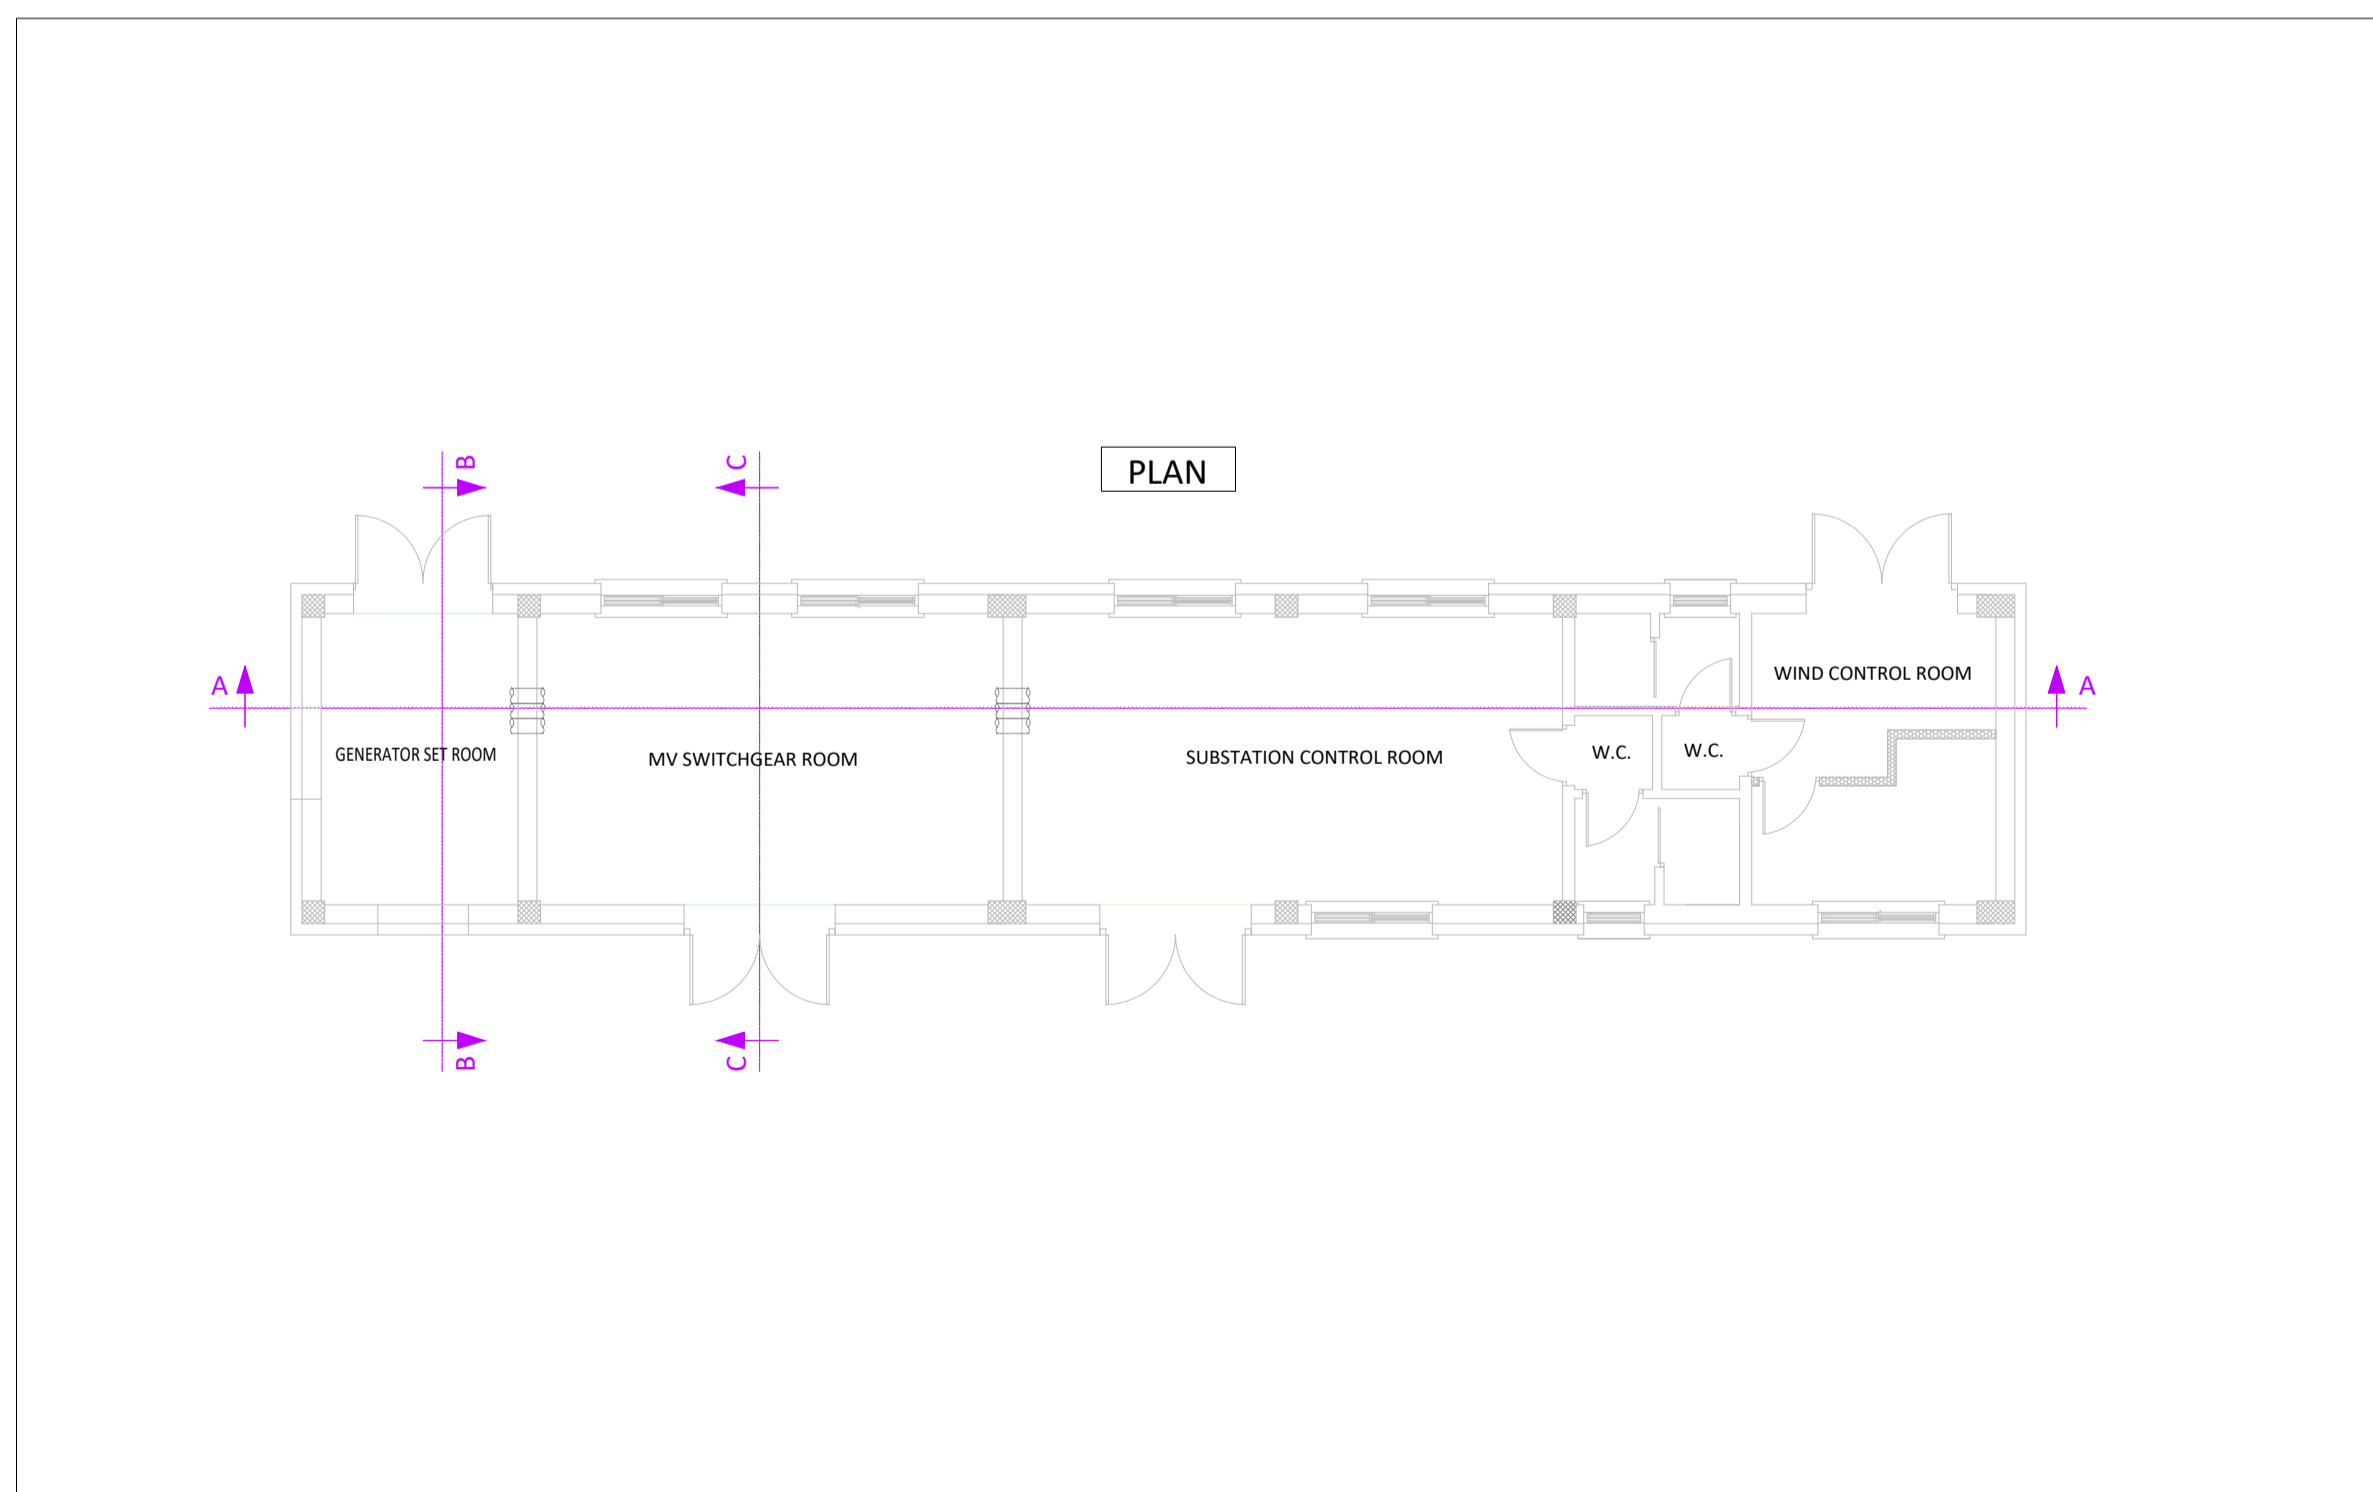 PLAN
B
C
A
A
WIND CONTROL ROOM
GENERATOR SET ROOM
MV SWITCHGEAR ROOM
SUBSTATION CONTROL ROOM
W.C.
W.C.
B
C